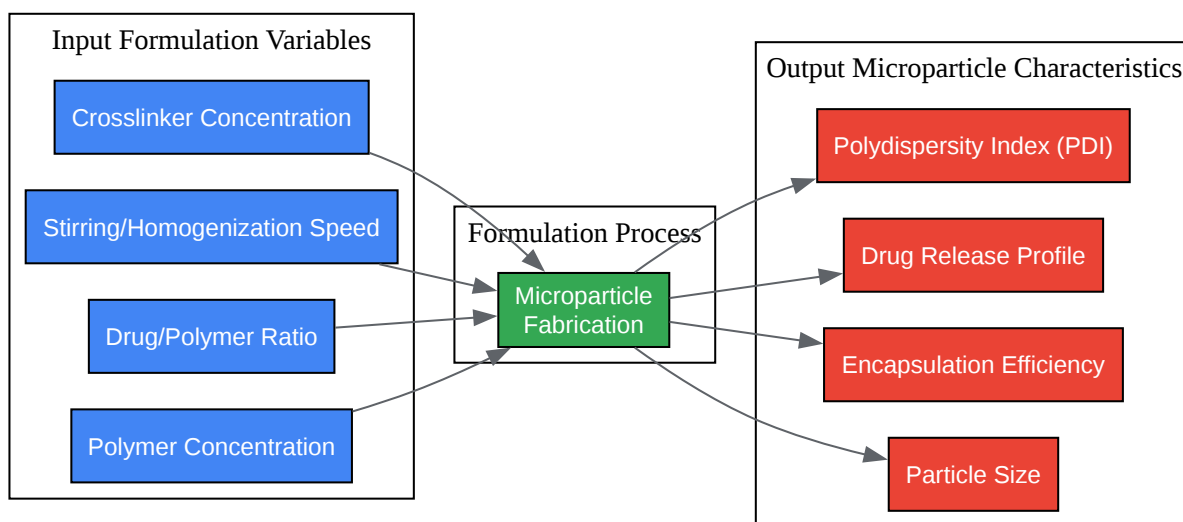 Input Formulation Variables
Crosslinker Concentration
Stirring/Homogenization Speed
Drug/Polymer Ratio
Polymer Concentration
Formulation Process
Microparticle
Fabrication
Output Microparticle Characteristics
Polydispersity Index (PDI)
Drug Release Profile
Encapsulation Efficiency
Particle Size